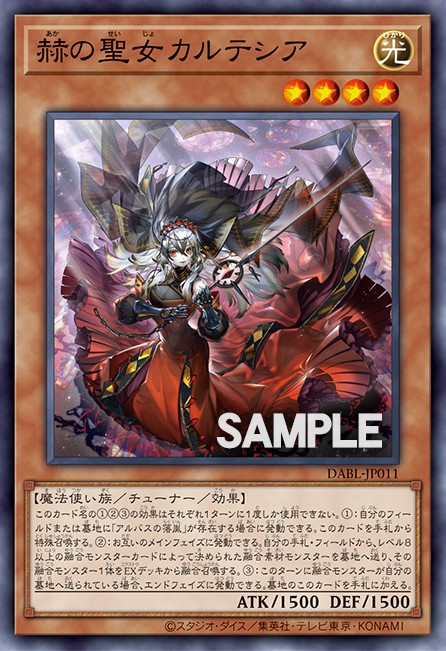 赫の聖女カルテシア
光
SAMPLE
DABL-JP011
【魔法使い族／チューナー／効果】
このカード名の①②③の効果はそれぞれ1ターンに1度しか使用できない。①：自分のフィ
ールドまたは墓地に「アルバスの落胤」が存在する場合に発動できる。このカードを手札から
特殊召喚する。②：お互いのメインフェイズに発動できる。自分の手札・フィールドから、レベル8
以上の融合モンスターカードによって決められた融合素材モンスターを墓地へ送り、その
融合モンスター1体をEXデッキから融合召喚する。③：このターンに融合モンスターが自分の
墓地へ送られている場合、エンドフェイズに発動できる。墓地のこのカードを手札に加える。
ATK/1500 DEF/1500
©スタジオ・ダイス／集英社・テレビ東京・KONAMI